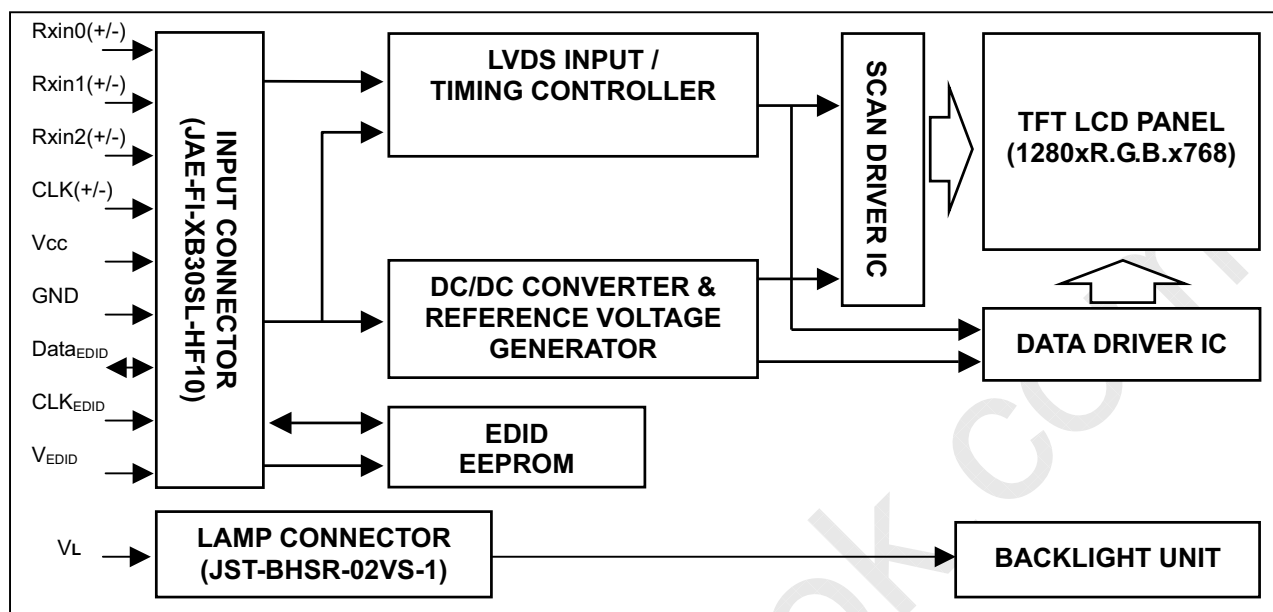 Rxin0(+/-)
Rxin1(+/-)
Rxin2(+/-)
CLK(+/-)
Vcc
GND
DataEDID
CLKEDID
VEDID
VL
INPUT CONNECTOR
(JAE-FI-XB30SL-HF10)
LVDS INPUT /
TIMING CONTROLLER
DC/DC CONVERTER &
REFERENCE VOLTAGE
GENERATOR
EDID
EEPROM
SCAN DRIVER IC
TFT LCD PANEL
(1280xR.G.B.x768)
DATA DRIVER IC
LAMP CONNECTOR
(JST-BHSR-02VS-1)
BACKLIGHT UNIT
ok com